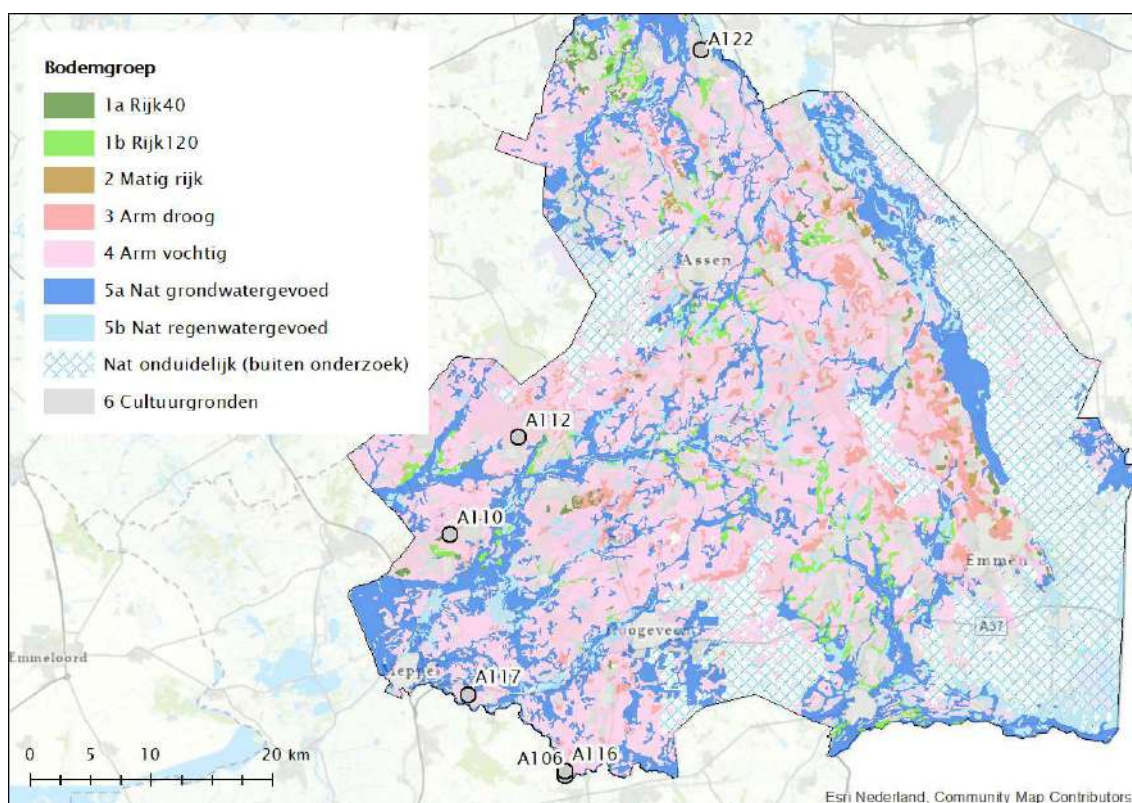 Bodemgroep
1a Rijk40
1b Rijk120
2 Matig rijk
3 Arm droog
4 Arm vochtig
5a Nat grondwatergevoed
5b Nat regenwatergevoed
Nat onduidelijk (buiten onderzoek)
6 Cultuurgronden
A122
Assen
A112
A110
Emmen
A37
Hoogeveen
Emmeloord
Meppel
A117
A106 A116
0 5 10 20 km
Esri Nederland, Community Map Contributors